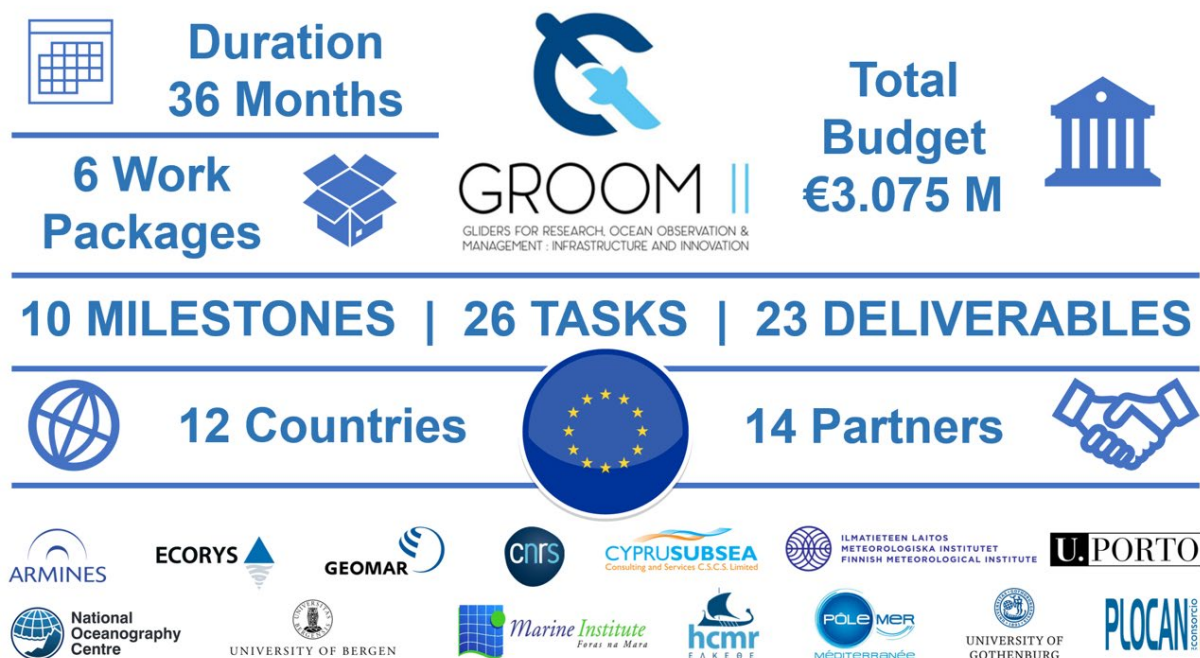 Duration
36 Months
6 Work
Packages
GROOM II
GLIDERS FOR RESEARCH, OCEAN OBSERVATION &
MANAGEMENT : INFRASTRUCTURE AND INNOVATION
Total
Budget
€3.075 M
10 MILESTONES | 26 TASKS | 23 DELIVERABLES
12 Countries
14 Partners
ARMINES
ECORYS
GEOMAR
cnrs
CYPRUSUBSEA
Consulting and Services C.S.C.S. Limited
ILMATIETEEN LAITOS
METEOROLOGISKA INSTITUTET
FINNISH METEOROLOGICAL INSTITUTE
U. PORTO
National
Oceanography
Centre
UNIVERSITY OF BERGEN
Marine Institute
Foras na Mara
hcmr
ΕΛΚΕΘΕ
PÔLE MER
MÉDITERRANÉE
UNIVERSITY OF
GOTHENBURG
PLOCAN
consorcio